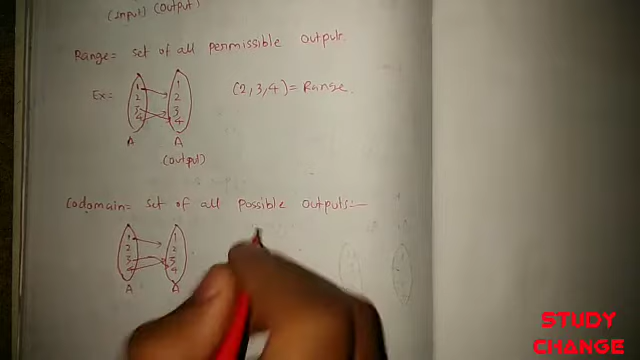 (Input) (Output)
Range= set of all permissible outputs.
Ex= 1 2 3 4 1 2 3 4 (2,3,4)= Range.
A A
(output)
Codomain= set of all possible outputs:-
1 2 3 4 1 2 3 4
A A
STUDY
CHANGE